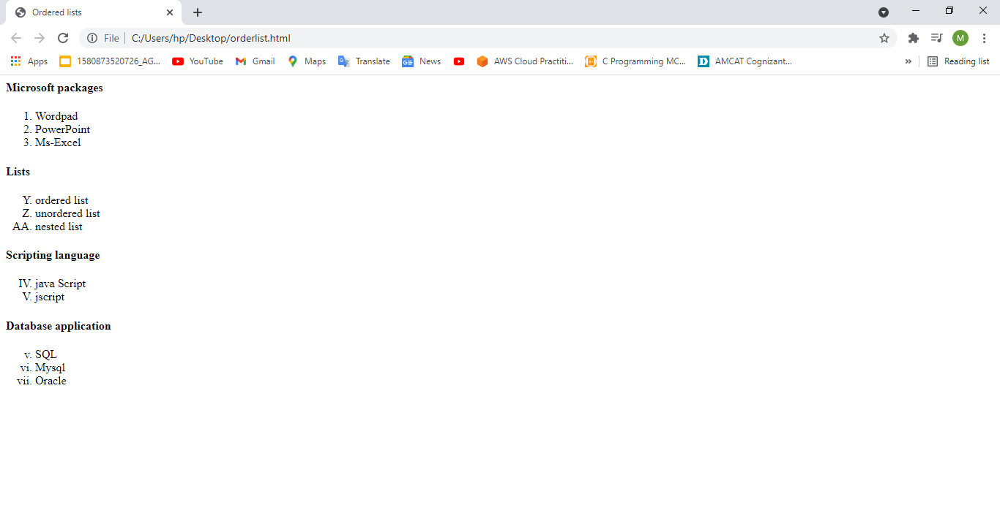 Ordered lists
File
C:/Users/hp/Desktop/orderlist.html
M
Apps
1580873520726_AG...
YouTube
Gmail
Maps
Translate
News
AWS Cloud Practiti...
C Programming MC...
AMCAT Cognizant...
»
Reading list
Microsoft packages
1. Wordpad
2. PowerPoint
3. Ms-Excel
Lists
Y. ordered list
Z. unordered list
AA. nested list
Scripting language
IV. java Script
V. jscript
Database application
v. SQL
vi. Mysql
vii. Oracle